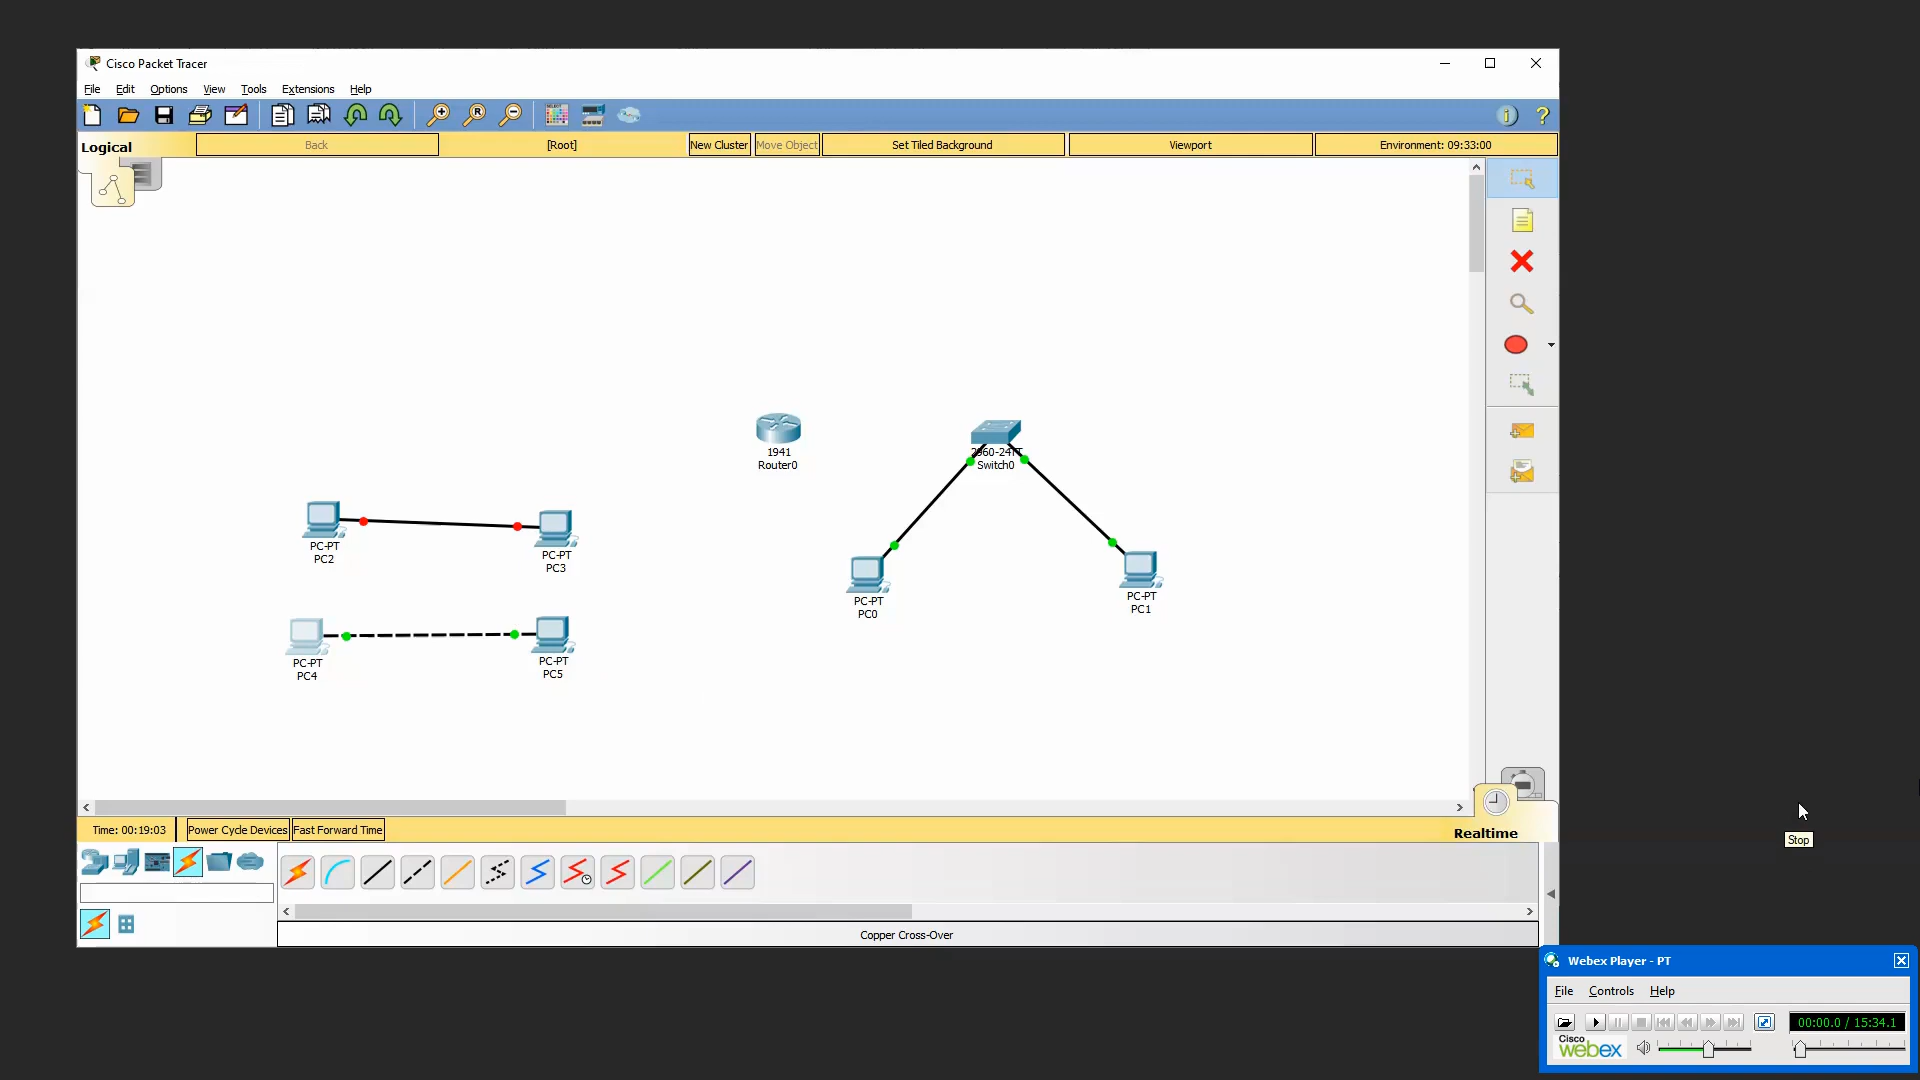 Cisco Packet Tracer
File Edit Options View Tools Extensions Help
Logical
Back
[Root]
New Cluster
Move Object
Set Tiled Background
Viewport
Environment: 09:33:00
1941
Router0
2960-24TT
Switch0
PC-PT
PC2
PC-PT
PC3
PC-PT
PC0
PC-PT
PC1
PC-PT
PC4
PC-PT
PC5
Time: 00:19:03
Power Cycle Devices
Fast Forward Time
Realtime
Stop
Copper Cross-Over
Webex Player - PT
File Controls Help
00:00.0 / 15:34.1
Cisco
webex